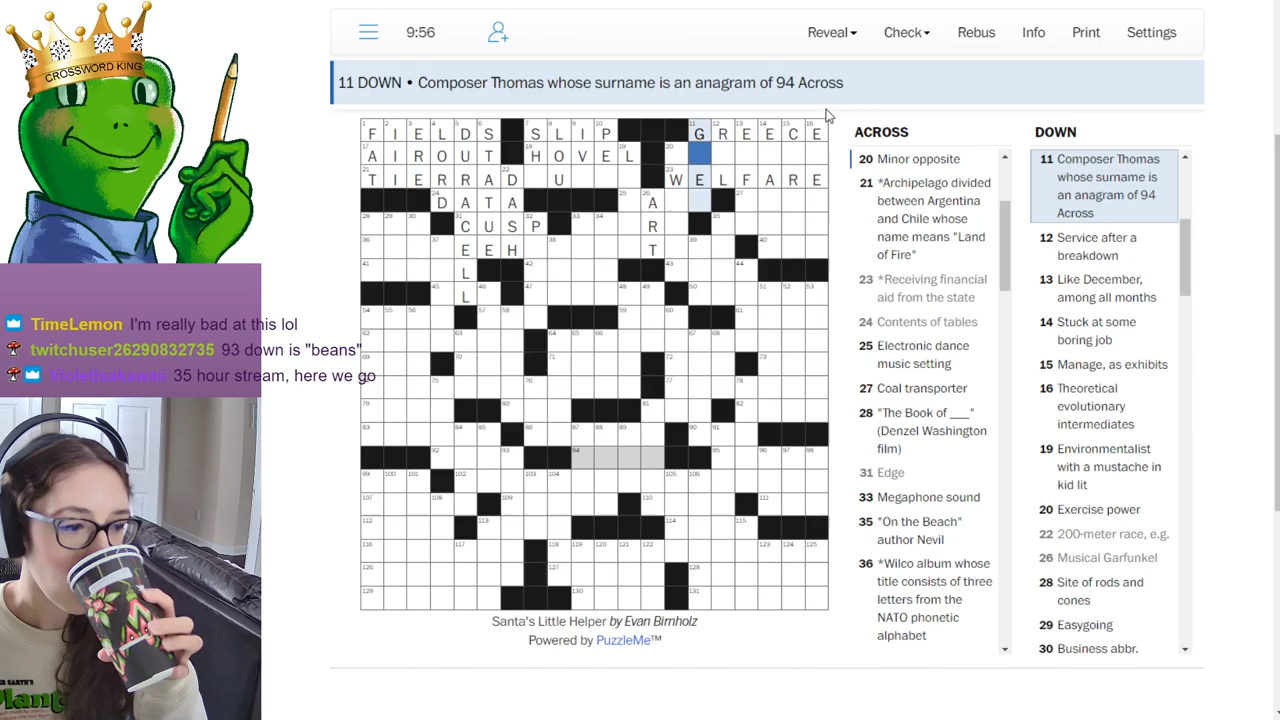 CROSSWORD KING
9:56
Reveal
Check
Rebus
Info
Print
Settings
11 DOWN • Composer Thomas whose surname is an anagram of 94 Across
F I E L D S S L I P G R E E C E
A I R O U T H O V E L
T I E R R A D U W E L F A R E
D A T A A
C U S P R
E E H T
L
L
Santa's Little Helper by Evan Birnholz
Powered by PuzzleMe™
ACROSS
20 Minor opposite
21 *Archipelago divided
between Argentina
and Chile whose
name means "Land
of Fire"
23 *Receiving financial
aid from the state
24 Contents of tables
25 Electronic dance
music setting
27 Coal transporter
28 "The Book of ___"
(Denzel Washington
film)
31 Edge
33 Megaphone sound
35 "On the Beach"
author Nevil
36 *Wilco album whose
title consists of three
letters from the
NATO phonetic
alphabet
DOWN
11 Composer Thomas
whose surname is
an anagram of 94
Across
12 Service after a
breakdown
13 Like December,
among all months
14 Stuck at some
boring job
15 Manage, as exhibits
16 Theoretical
evolutionary
intermediates
19 Environmentalist
with a mustache in
kid lit
20 Exercise power
22 200-meter race, e.g.
26 Musical Garfunkel
28 Site of rods and
cones
29 Easygoing
30 Business abbr.
TimeLemon I'm really bad at this lol
twitchuser26290832735 93 down is "beans"
VioletIsahawaii 35 hour stream, here we go